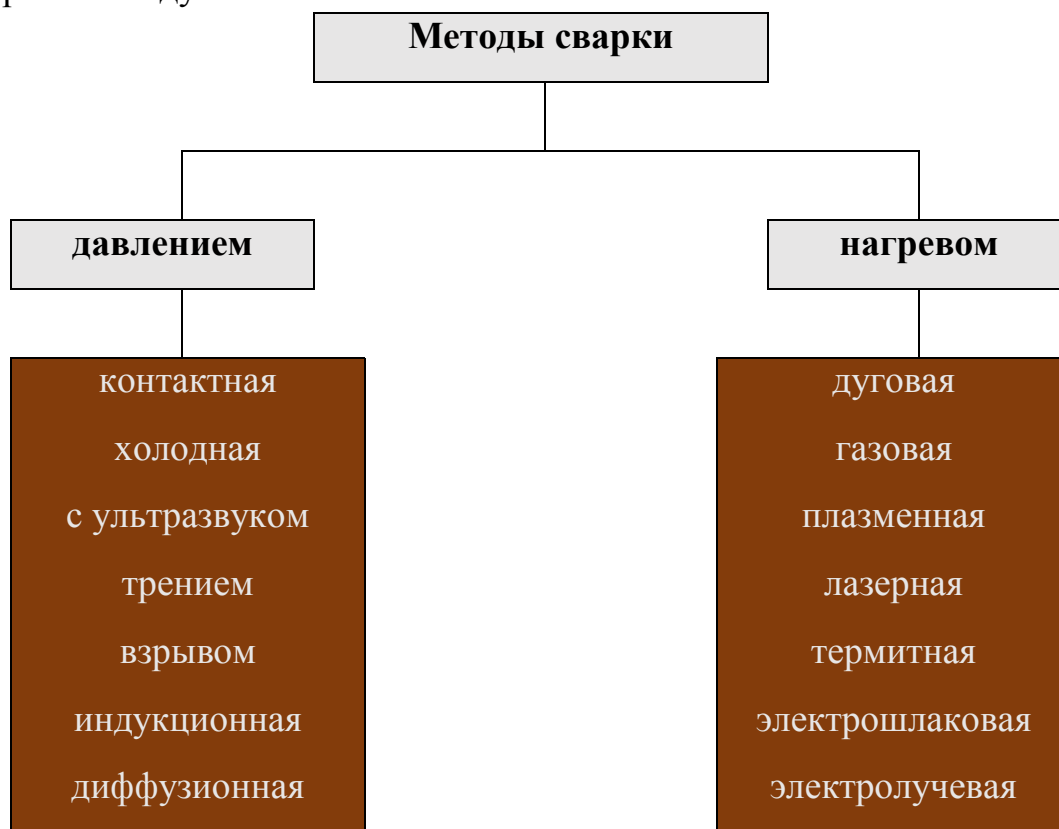 Методы сварки
давлением
нагревом
контактная
холодная
с ультразвуком
трением
взрывом
индукционная
диффузионная
дуговая
газовая
плазменная
лазерная
термитная
электрошлаковая
электролучевая